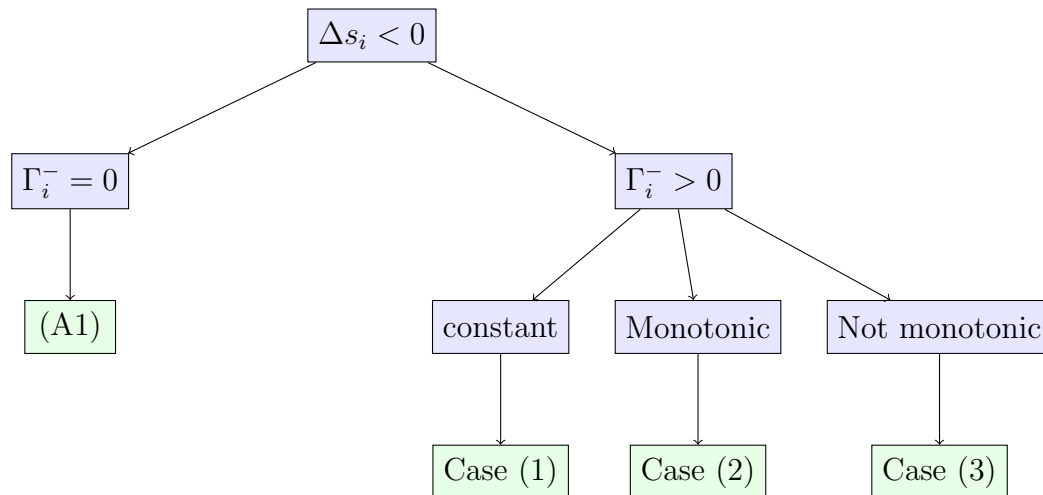 Δs_i < 0
Γ_i^- = 0
Γ_i^- > 0
(A1)
constant
Monotonic
Not monotonic
Case (1)
Case (2)
Case (3)